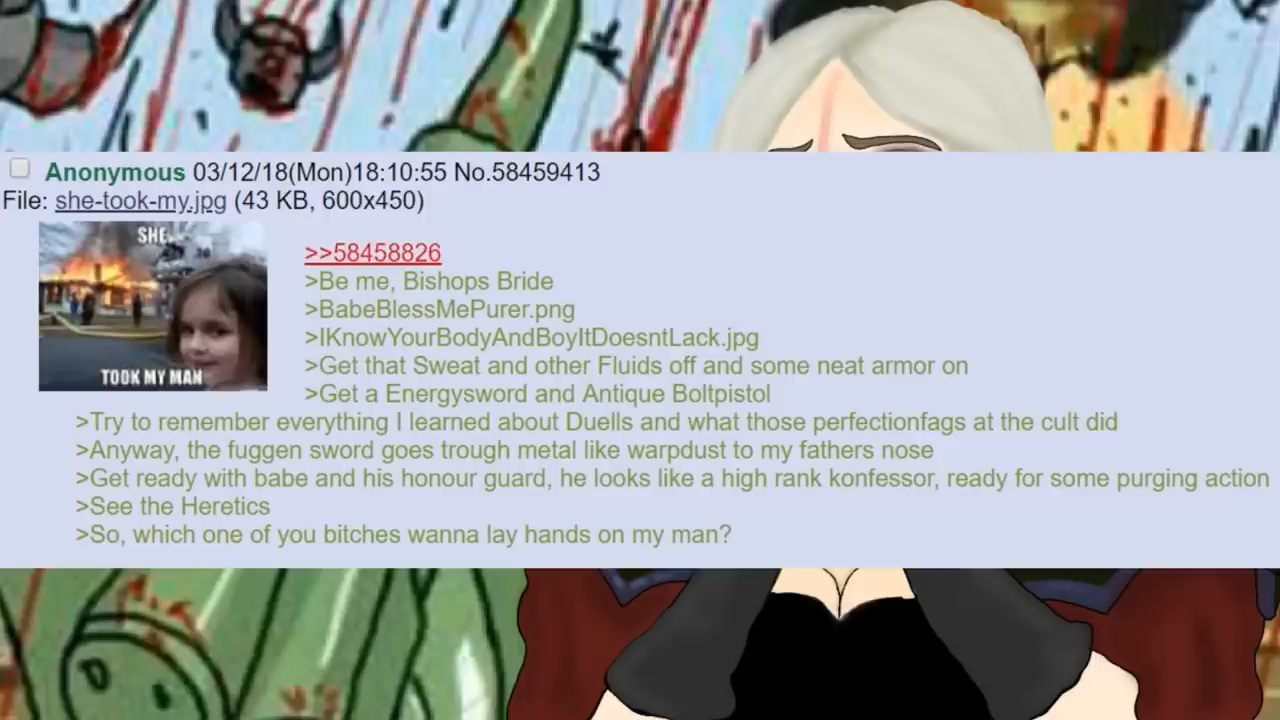 Anonymous 03/12/18(Mon)18:10:55 No.58459413
File: she-took-my.jpg (43 KB, 600x450)
SHE
TOOK MY MAN
>>58458826
>Be me, Bishops Bride
>BabeBlessMePurer.png
>IKnowYourBodyAndBoyItDoesntLack.jpg
>Get that Sweat and other Fluids off and some neat armor on
>Get a Energysword and Antique Boltpistol
>Try to remember everything I learned about Duells and what those perfectionfags at the cult did
>Anyway, the fuggen sword goes trough metal like warpdust to my fathers nose
>Get ready with babe and his honour guard, he looks like a high rank konfessor, ready for some purging action
>See the Heretics
>So, which one of you bitches wanna lay hands on my man?